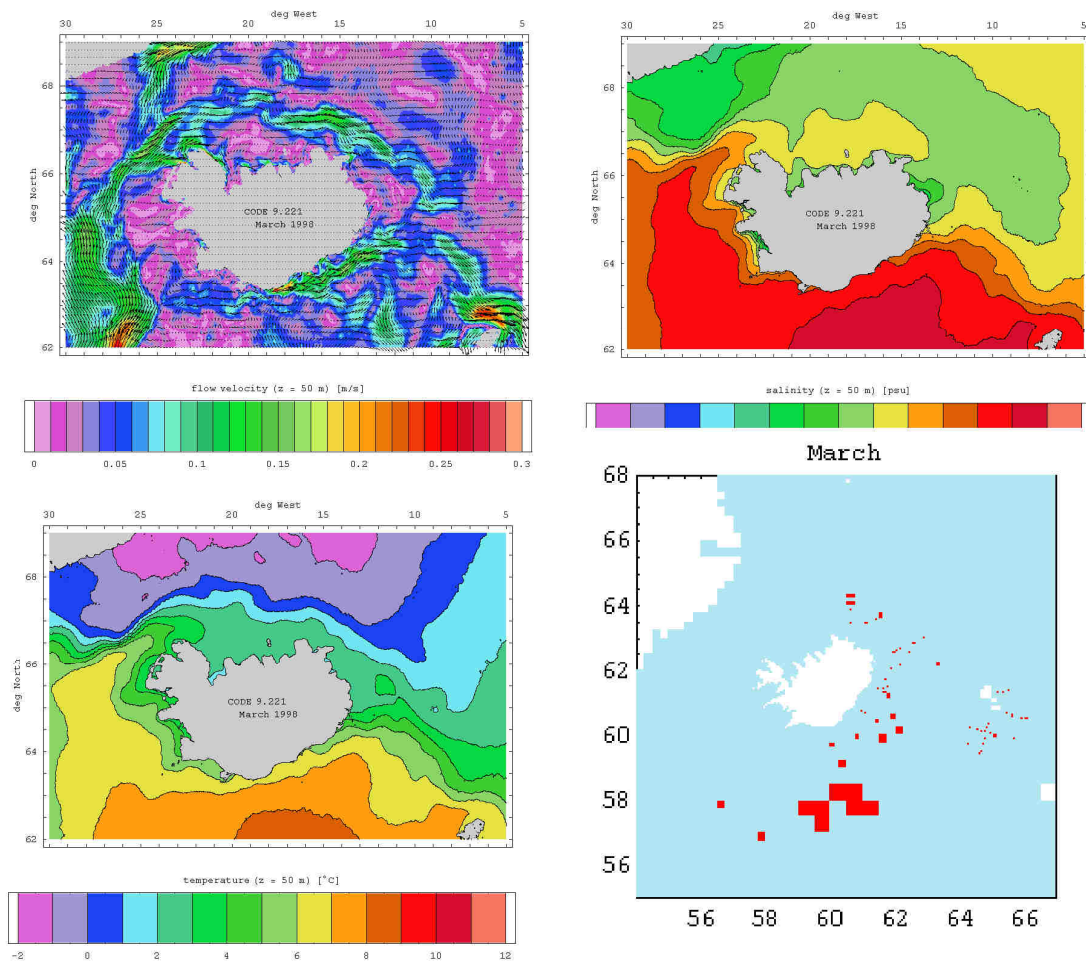 deg West
30 25 20 15 10 5
68
66
64
62
deg North
CODE 9.221
March 1998
flow velocity (z = 50 m) [m/s]
0 0.05 0.1 0.15 0.2 0.25 0.3
deg West
30 25 20 15 10 5
68
66
64
62
deg North
CODE 9.221
March 1998
salinity (z = 50 m) [psu]
deg West
30 25 20 15 10 5
68
66
64
62
deg North
CODE 9.221
March 1998
temperature (z = 50 m) [°C]
-2 0 2 4 6 8 10 12
March
68
66
64
62
60
58
56
56 58 60 62 64 66